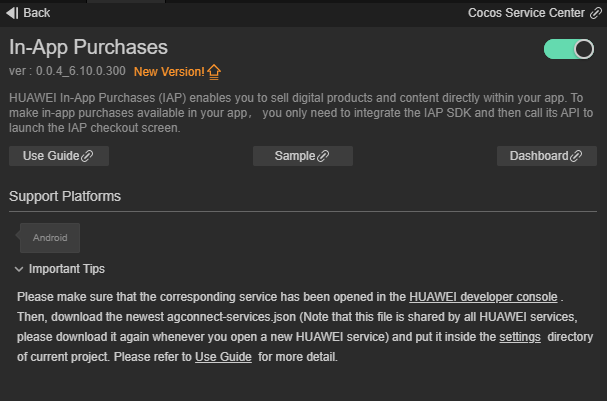 Back
Cocos Service Center
In-App Purchases
ver : 0.0.4_6.10.0.300 New Version!
HUAWEI In-App Purchases (IAP) enables you to sell digital products and content directly within your app. To
make in-app purchases available in your app， you only need to integrate the IAP SDK and then call its API to
launch the IAP checkout screen.
Use Guide
Sample
Dashboard
Support Platforms
Android
Important Tips
Please make sure that the corresponding service has been opened in the HUAWEI developer console .
Then, download the newest agconnect-services.json (Note that this file is shared by all HUAWEI services,
please download it again whenever you open a new HUAWEI service) and put it inside the settings directory
of current project. Please refer to Use Guide for more detail.